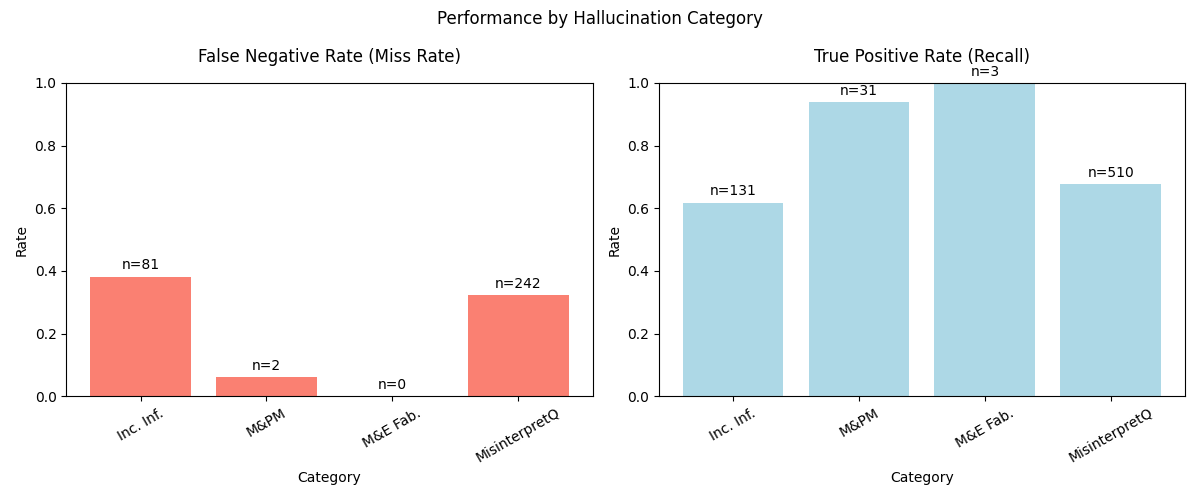 Performance by Hallucination Category
False Negative Rate (Miss Rate)
1.0
0.8
0.6
0.4
0.2
0.0
Rate
n=81
n=2
n=0
n=242
Inc. Inf.
M&PM
M&E Fab.
MisinterpretQ
Category
True Positive Rate (Recall)
1.0
0.8
0.6
0.4
0.2
0.0
Rate
n=131
n=31
n=3
n=510
Inc. Inf.
M&PM
M&E Fab.
MisinterpretQ
Category